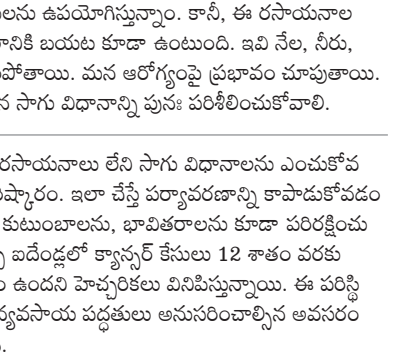 లను ఉపయోగిస్తున్నాం. కానీ, ఈ రసాయనాల
ానికి బయట కూడా ఉంటుంది. ఇవి నేల, నీరు,
పోతాయి. మన ఆరోగ్యంపై ప్రభావం చూపుతాయి.
న సాగు విధానాన్ని పునః పరిశీలించుకోవాలి.
రసాయనాలు లేని సాగు విధానాలను ఎంచుకోవ
ష్కారం. ఇలా చేస్తే పర్యావరణాన్ని కాపాడుకోవడం
కుటుంబాలను, భావితరాలను కూడా పరిరక్షించు
ఐదేండ్లలో క్యాన్సర్ కేసులు 12 శాతం వరకు
ఉందని హెచ్చరికలు వినిపిస్తున్నాయి. ఈ పరిస్థి
వ్యవసాయ పద్ధతులు అనుసరించాల్సిన అవసరం